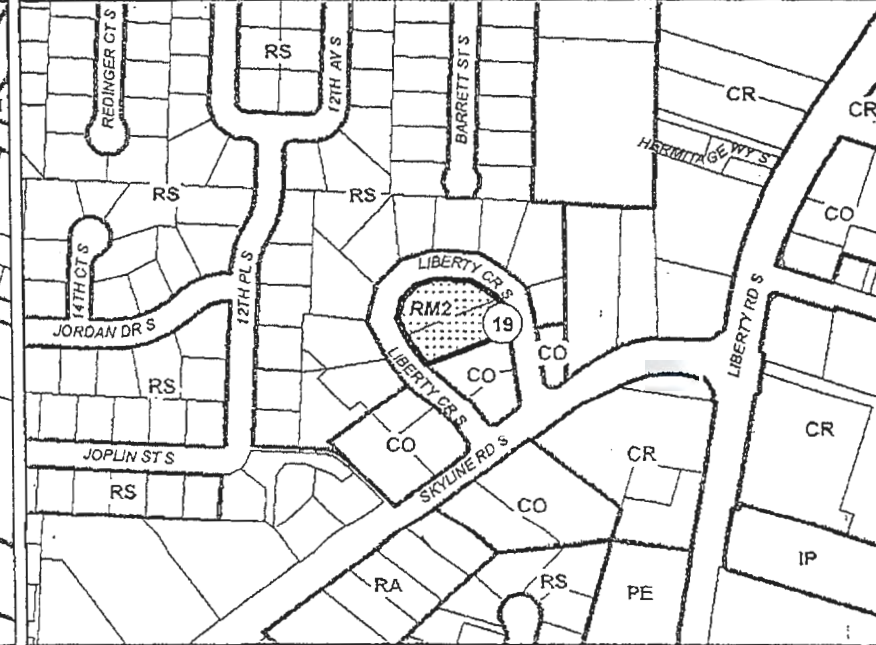 REDINGER CT S
RS
12TH AV S
BARRETT ST S
CR
CR
HERMITAGE WY S
RS
RS
CO
14TH CT S
12TH PL S
LIBERTY CR S
RM2
19
LIBERTY RD S
JORDAN DR S
CO
LIBERTY CR S
CO
RS
CO
CR
CR
JOPLIN ST S
SKYLINE RD S
RS
CO
IP
RA
RS
PE